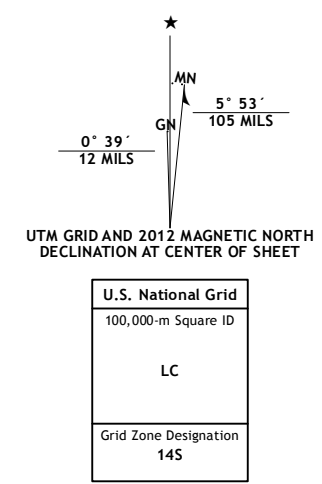 ★
MN
5° 53´
105 MILS
GN
0° 39´
12 MILS
UTM GRID AND 2012 MAGNETIC NORTH
DECLINATION AT CENTER OF SHEET
U.S. National Grid
100,000-m Square ID
LC
Grid Zone Designation
14S